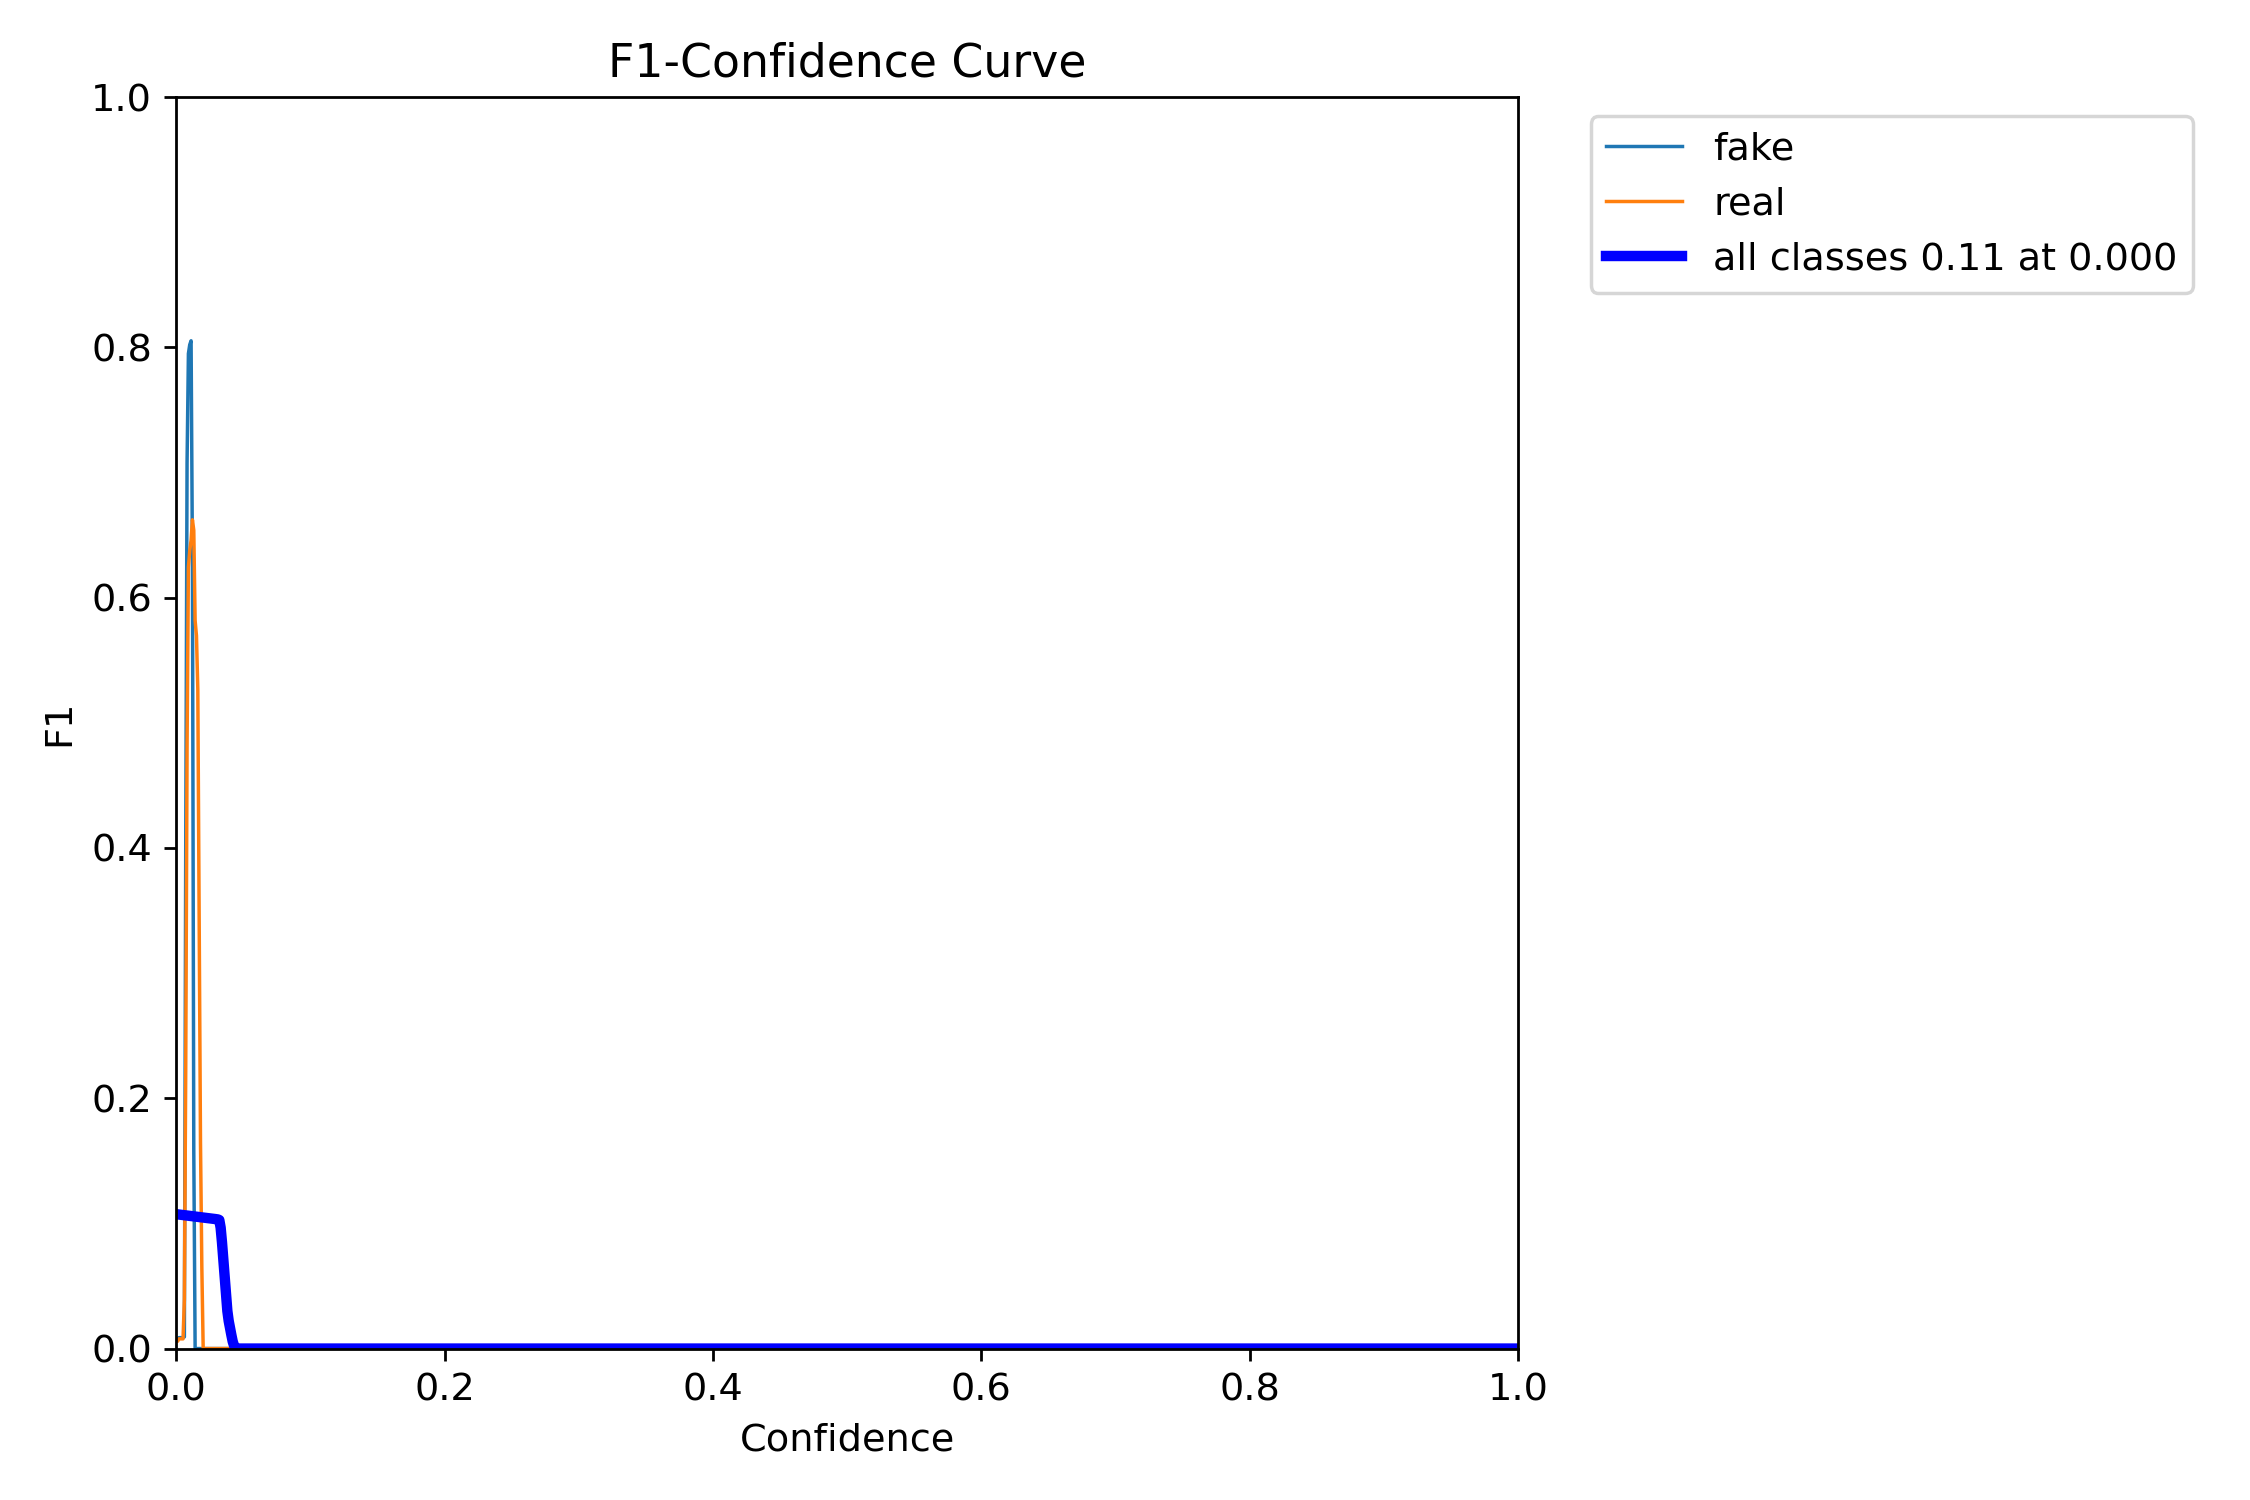 F1-Confidence Curve
1.0
0.8
0.6
0.4
0.2
0.0
F1
0.0 0.2 0.4 0.6 0.8 1.0
Confidence
fake
real
all classes 0.11 at 0.000